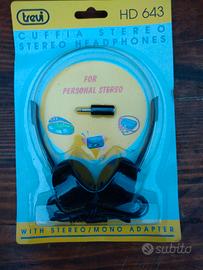 trevi
HD 643
CUFFIA STEREO
STEREO HEADPHONES
FOR
PERSONAL STEREO
WITH STEREO/MONO ADAPTER
subito